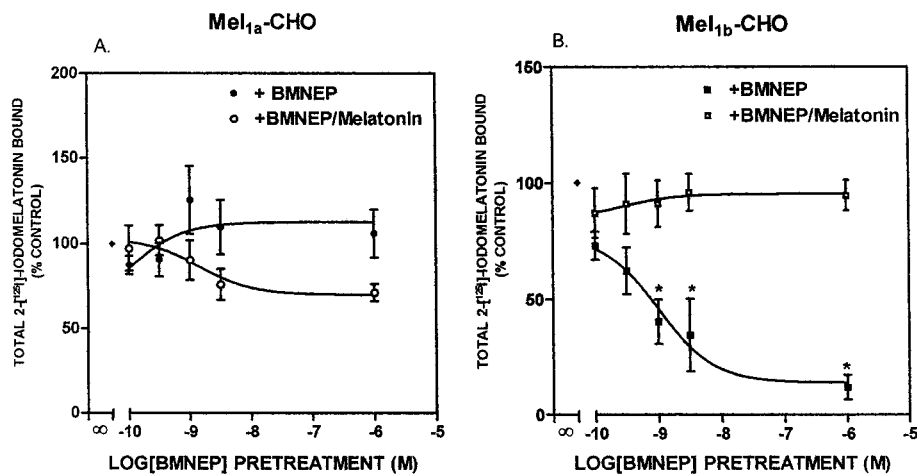 Mel1a-CHO
A.
200
150
100
50
0
TOTAL 2-[¹²⁵I]-IODOMELATONIN BOUND
(% CONTROL)
+ BMNEP
+BMNEP/Melatonin
∞ -10 -9 -8 -7 -6 -5
LOG[BMNEP] PRETREATMENT (M)
Mel1b-CHO
B.
150
100
50
0
TOTAL 2-[¹²⁵I]-IODOMELATONIN BOUND
(% CONTROL)
+BMNEP
+BMNEP/Melatonin
* *
*
∞ -10 -9 -8 -7 -6 -5
LOG[BMNEP] PRETREATMENT (M)